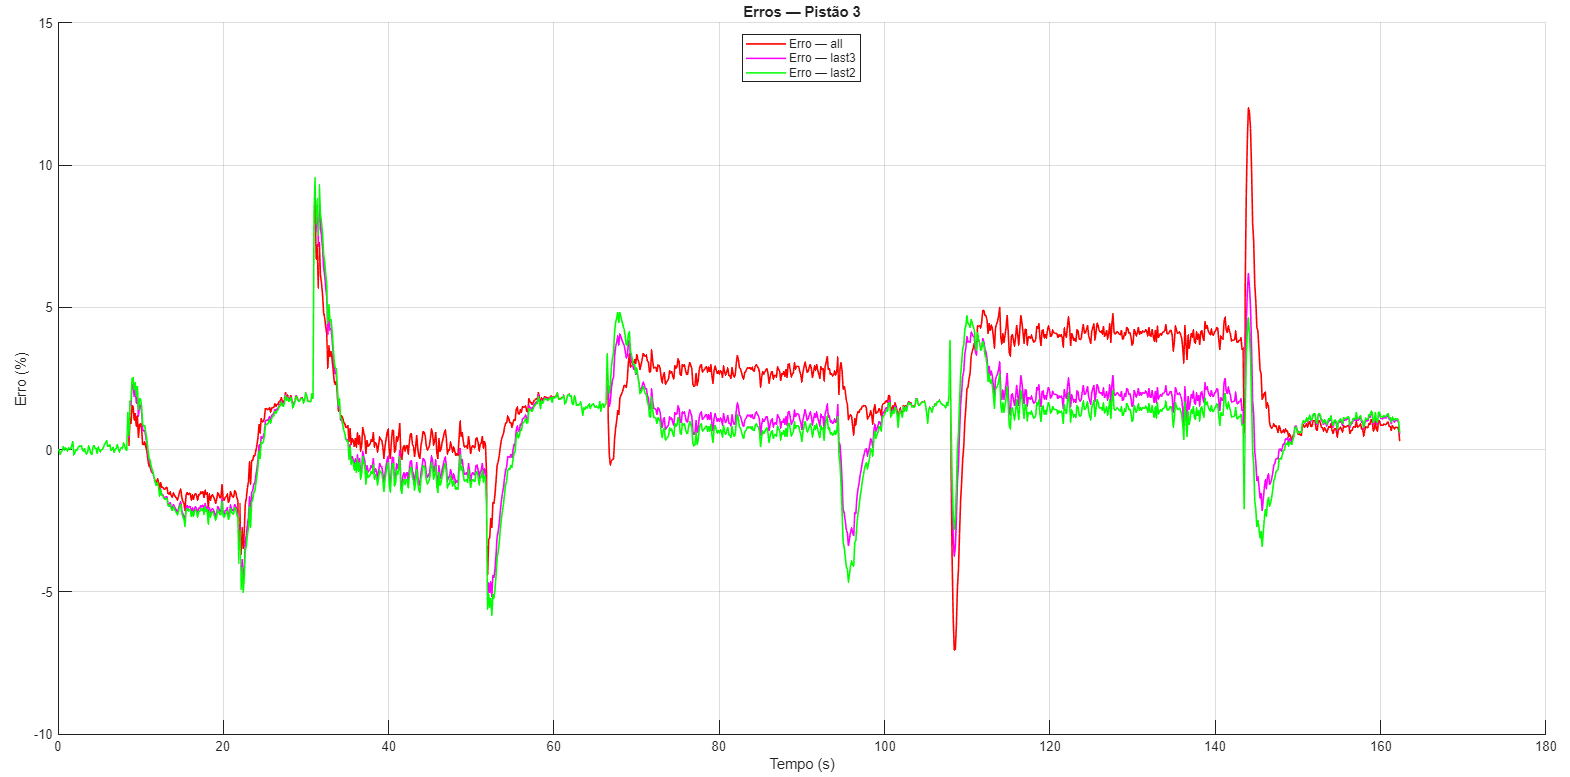 Erros — Pistão 3
Erro — all
Erro — last3
Erro — last2
Erro (%)
15
10
5
0
-5
-10
0 20 40 60 80 100 120 140 160 180
Tempo (s)